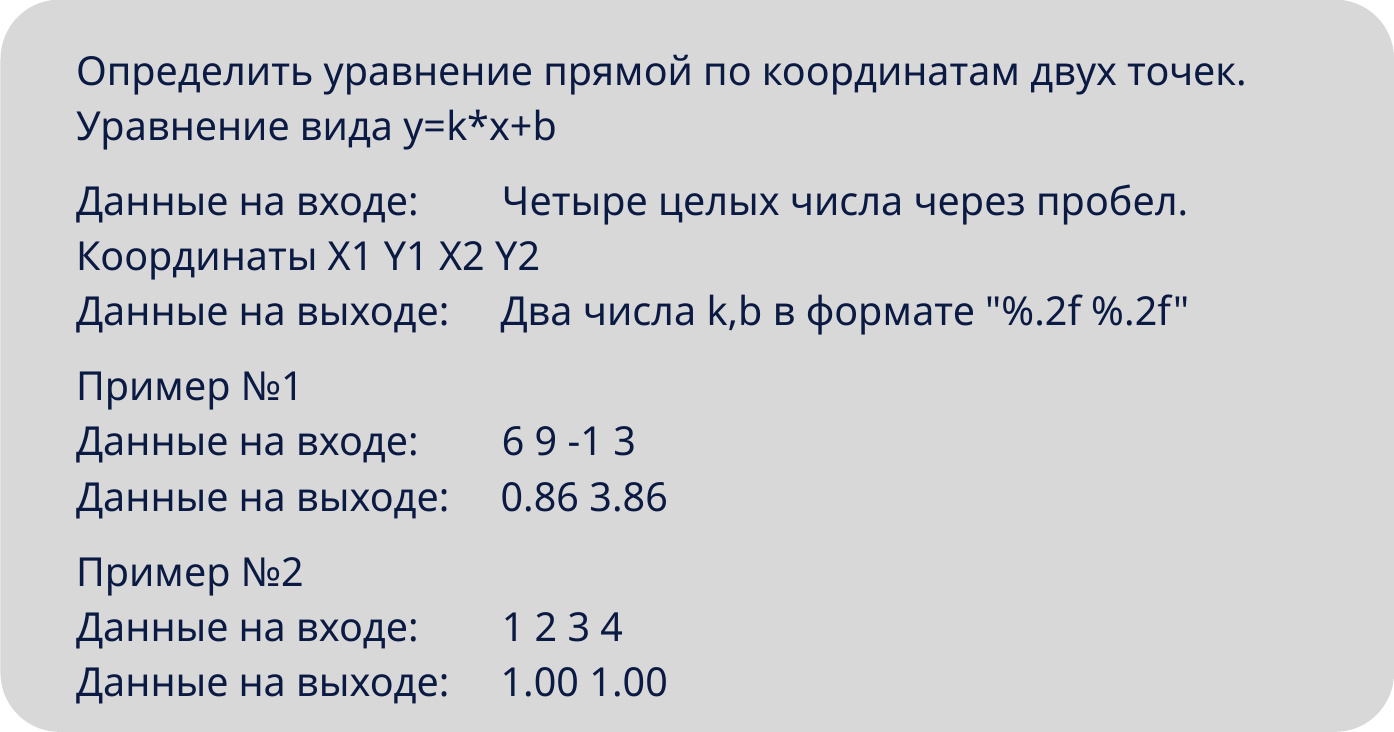 Определить уравнение прямой по координатам двух точек.
Уравнение вида y=k*x+b
Данные на входе: Четыре целых числа через пробел.
Координаты X1 Y1 X2 Y2
Данные на выходе: Два числа k,b в формате "%.2f %.2f"
Пример №1
Данные на входе: 6 9 -1 3
Данные на выходе: 0.86 3.86
Пример №2
Данные на входе: 1 2 3 4
Данные на выходе: 1.00 1.00